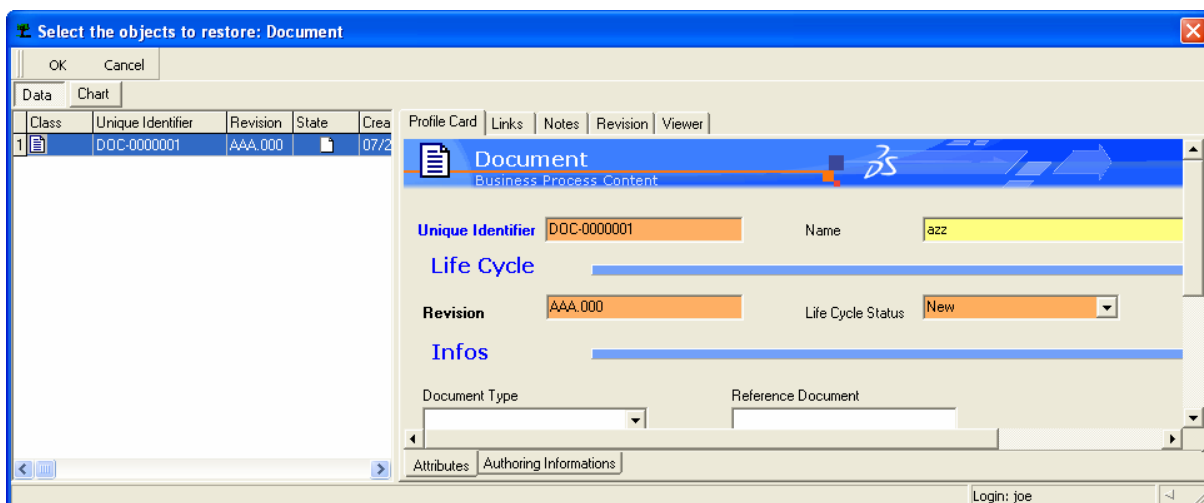 Select the objects to restore: Document
OK Cancel
Data Chart
Class Unique Identifier Revision State Crea
1 DOC-0000001 AAA.000 07/2
Profile Card Links Notes Revision Viewer
Document
Business Process Content
Unique Identifier DOC-0000001 Name azz
Life Cycle
Revision AAA.000 Life Cycle Status New
Infos
Document Type Reference Document
Attributes Authoring Informations
Login: joe